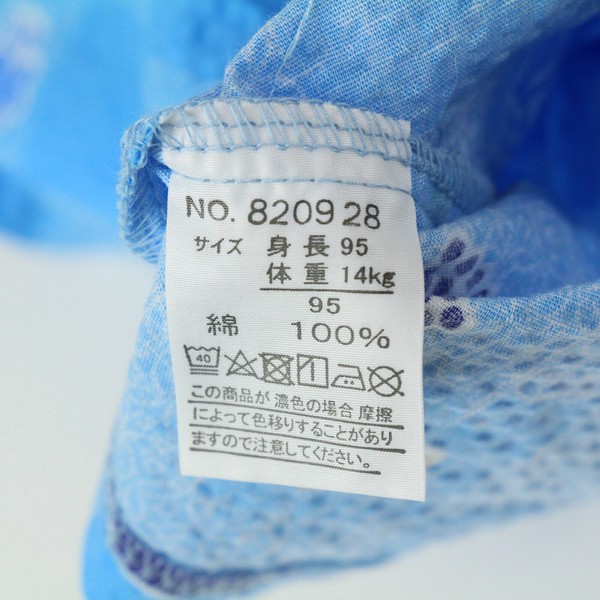 NO. 820928
サイズ 身長 95
体重 14kg
95
綿 100%
40
この商品が 濃色の場合 摩擦
によって色移りすることがあり
ますので注意してください。